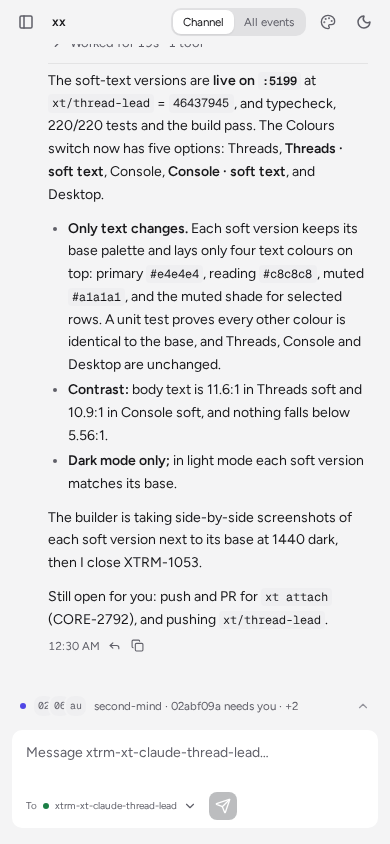 xx
Channel
All events
Worked for 19s · 1 tool
The soft-text versions are live on :5199 at
xt/thread-lead = 46437945 , and typecheck,
220/220 tests and the build pass. The Colours
switch now has five options: Threads, Threads ·
soft text, Console, Console · soft text, and
Desktop.
• Only text changes. Each soft version keeps its
base palette and lays only four text colours on
top: primary #e4e4e4 , reading #c8c8c8 , muted
#a1a1a1 , and the muted shade for selected
rows. A unit test proves every other colour is
identical to the base, and Threads, Console and
Desktop are unchanged.
• Contrast: body text is 11.6:1 in Threads soft and
10.9:1 in Console soft, and nothing falls below
5.56:1.
• Dark mode only; in light mode each soft version
matches its base.
The builder is taking side-by-side screenshots of
each soft version next to its base at 1440 dark,
then I close XTRM-1053.
Still open for you: push and PR for xt attach
(CORE-2792), and pushing xt/thread-lead .
12:30 AM
au second-mind · 02abf09a needs you · +2
Message xtrm-xt-claude-thread-lead...
To xtrm-xt-claude-thread-lead